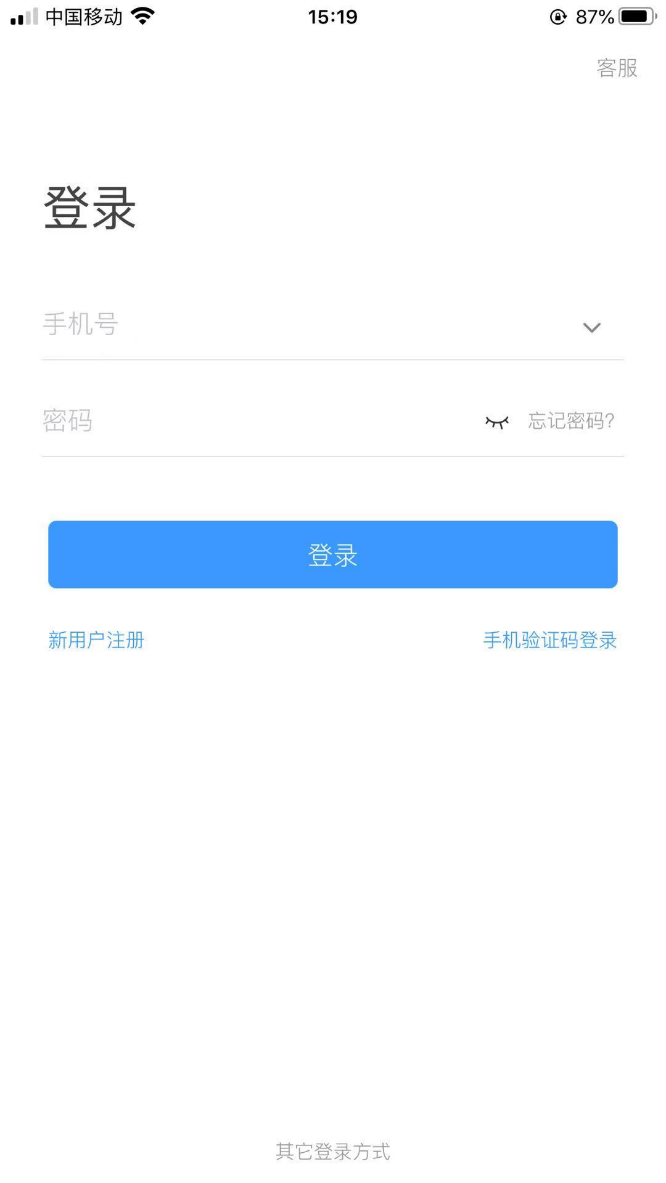 中国移动 15:19 87%
客服
登录
手机号
密码 忘记密码?
登录
新用户注册 手机验证码登录
其它登录方式